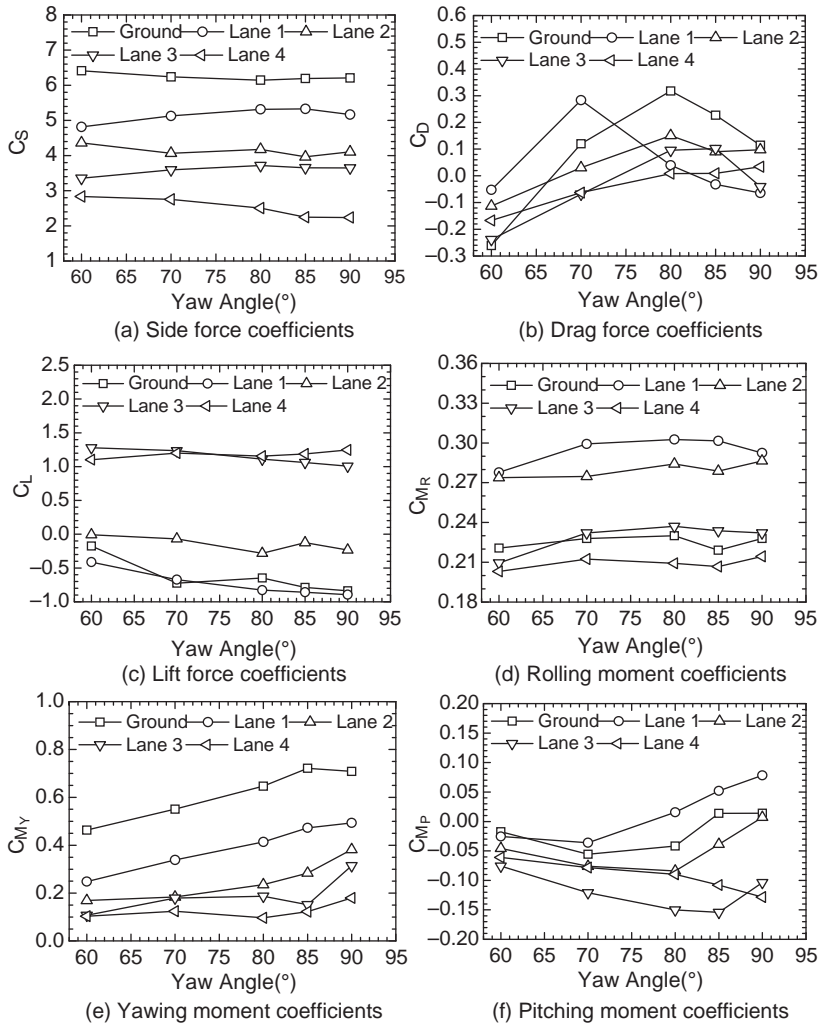 8
7
6
5
4
3
2
1
C_S
Ground Lane 1 Lane 2
Lane 3 Lane 4
60 65 70 75 80 85 90 95
Yaw Angle(°)
(a) Side force coefficients
0.6
0.5
0.4
0.3
0.2
0.1
0.0
−0.1
−0.2
−0.3
C_D
Ground Lane 1 Lane 2
Lane 3 Lane 4
60 65 70 75 80 85 90 95
Yaw Angle(°)
(b) Drag force coefficients
2.5
2.0
1.5
1.0
0.5
0.0
−0.5
−1.0
C_L
Ground Lane 1 Lane 2
Lane 3 Lane 4
60 65 70 75 80 85 90 95
Yaw Angle(°)
(c) Lift force coefficients
0.36
0.33
0.30
0.27
0.24
0.21
0.18
C_{M_R}
Ground Lane 1 Lane 2
Lane 3 Lane 4
60 65 70 75 80 85 90 95
Yaw Angle(°)
(d) Rolling moment coefficients
1.0
0.8
0.6
0.4
0.2
0.0
C_{M_Y}
Ground Lane 1 Lane 2
Lane 3 Lane 4
60 65 70 75 80 85 90 95
Yaw Angle(°)
(e) Yawing moment coefficients
0.20
0.15
0.10
0.05
0.00
−0.05
−0.10
−0.15
−0.20
C_{M_P}
Ground Lane 1 Lane 2
Lane 3 Lane 4
60 65 70 75 80 85 90 95
Yaw Angle(°)
(f) Pitching moment coefficients